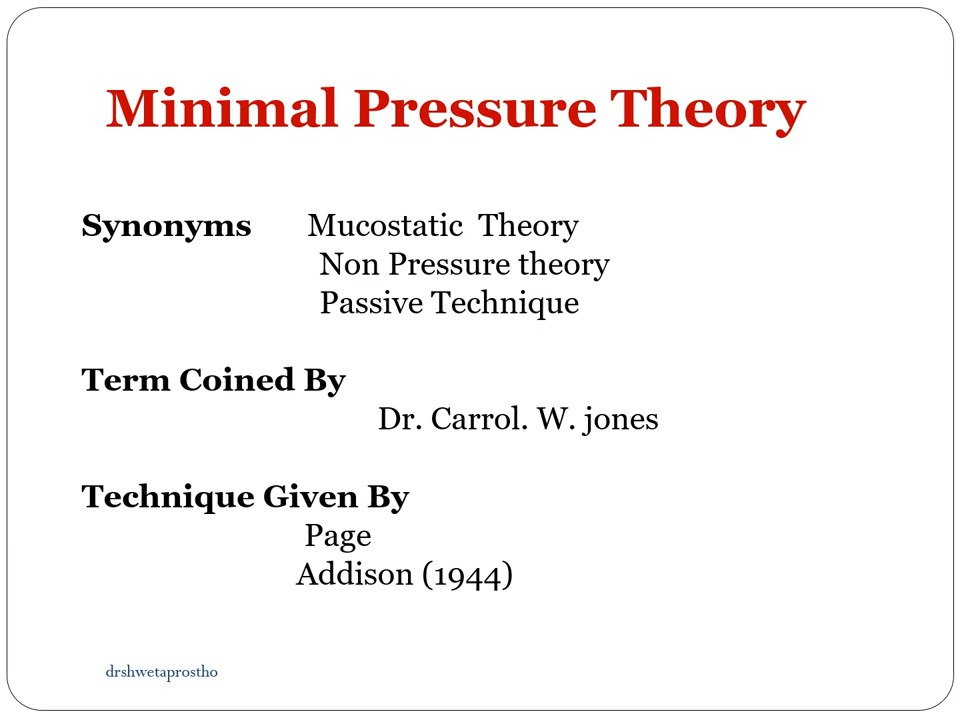 Minimal Pressure Theory
Synonyms Mucostatic Theory
Non Pressure theory
Passive Technique
Term Coined By
Dr. Carrol. W. jones
Technique Given By
Page
Addison (1944)
drshwetaprostho